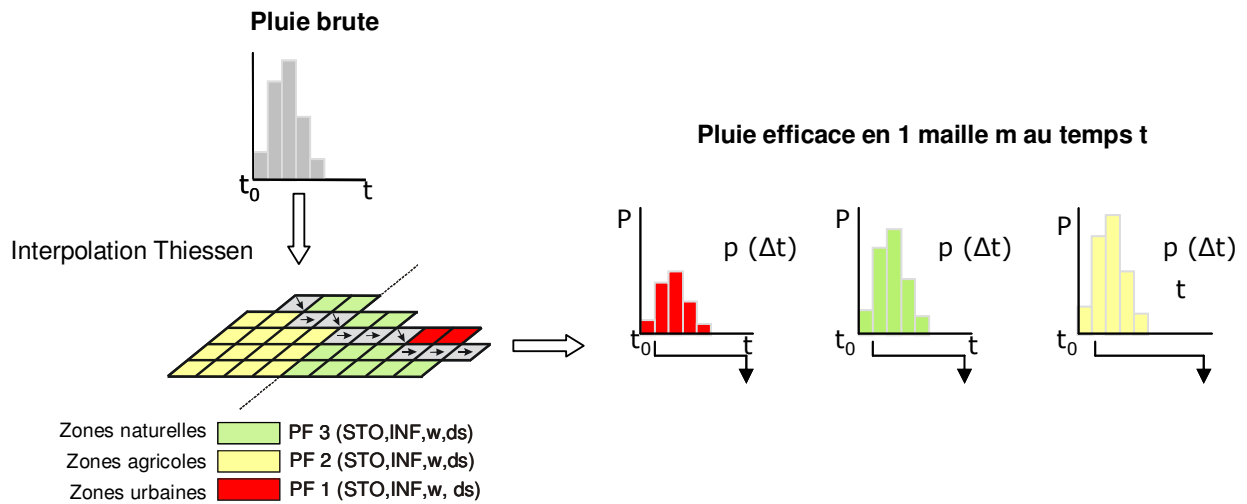 Pluie brute
t0 t
Interpolation Thiessen
Pluie efficace en 1 maille m au temps t
P p (Δt)
t0 t
P p (Δt)
t0 t
P p (Δt)
t
t0
Zones naturelles PF 3 (STO,INF,w,ds)
Zones agricoles PF 2 (STO,INF,w,ds)
Zones urbaines PF 1 (STO,INF,w, ds)